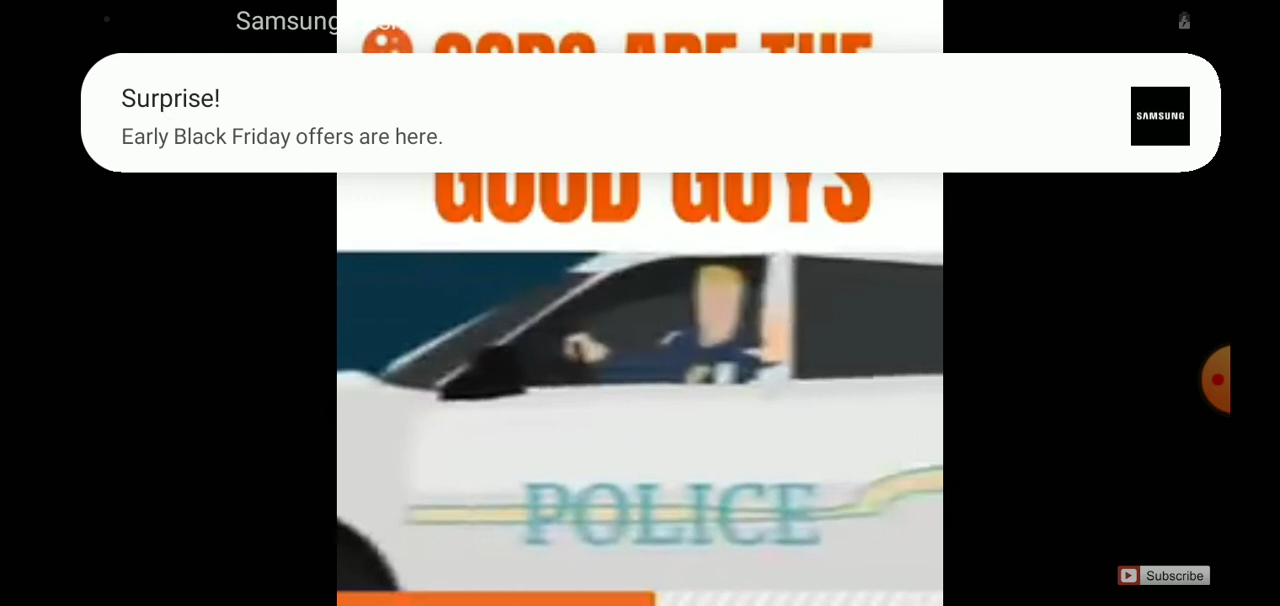 Samsung
Surprise!
Early Black Friday offers are here.
SAMSUNG
GOOD GUYS
POLICE
Subscribe